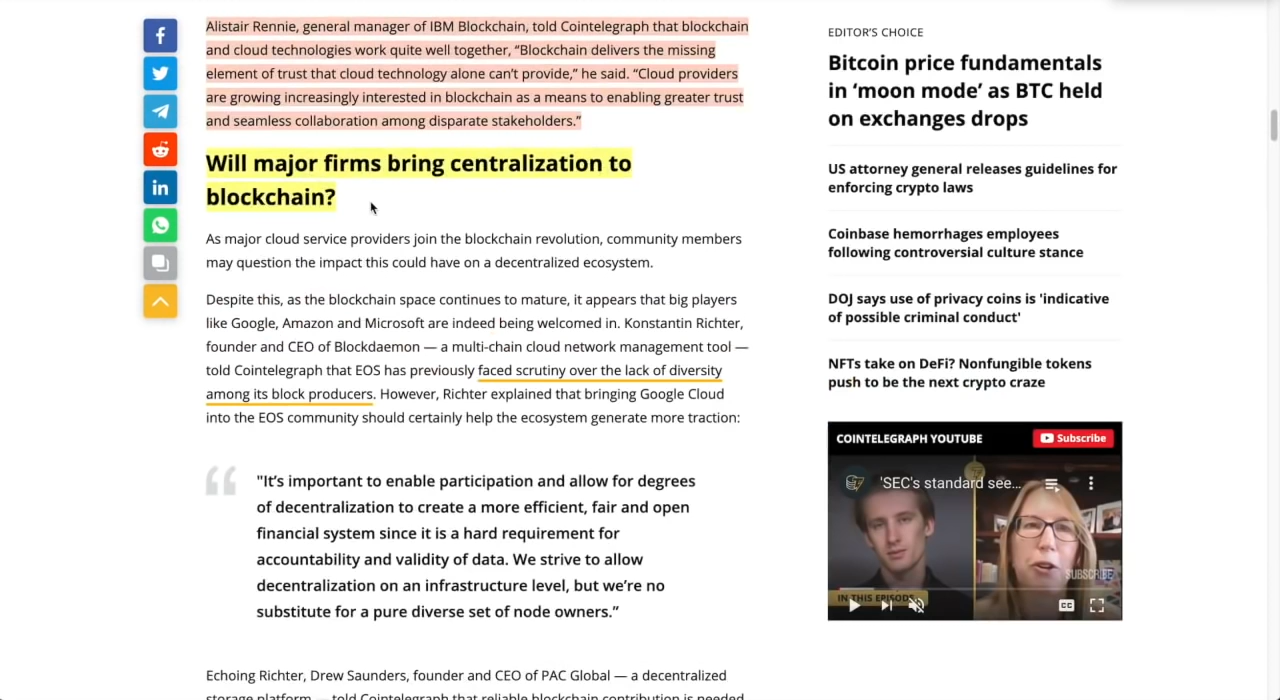 Alistair Rennie, general manager of IBM Blockchain, told Cointelegraph that blockchain
and cloud technologies work quite well together, “Blockchain delivers the missing
element of trust that cloud technology alone can’t provide,” he said. “Cloud providers
are growing increasingly interested in blockchain as a means to enabling greater trust
and seamless collaboration among disparate stakeholders.”
Will major firms bring centralization to
blockchain?
As major cloud service providers join the blockchain revolution, community members
may question the impact this could have on a decentralized ecosystem.
Despite this, as the blockchain space continues to mature, it appears that big players
like Google, Amazon and Microsoft are indeed being welcomed in. Konstantin Richter,
founder and CEO of Blockdaemon — a multi-chain cloud network management tool —
told Cointelegraph that EOS has previously faced scrutiny over the lack of diversity
among its block producers. However, Richter explained that bringing Google Cloud
into the EOS community should certainly help the ecosystem generate more traction:
"It’s important to enable participation and allow for degrees
of decentralization to create a more efficient, fair and open
financial system since it is a hard requirement for
accountability and validity of data. We strive to allow
decentralization on an infrastructure level, but we’re no
substitute for a pure diverse set of node owners.”
Echoing Richter, Drew Saunders, founder and CEO of PAC Global — a decentralized
storage platform — told Cointelegraph that reliable blockchain contribution is needed
EDITOR’S CHOICE
Bitcoin price fundamentals
in ‘moon mode’ as BTC held
on exchanges drops
US attorney general releases guidelines for
enforcing crypto laws
Coinbase hemorrhages employees
following controversial culture stance
DOJ says use of privacy coins is 'indicative
of possible criminal conduct'
NFTs take on DeFi? Nonfungible tokens
push to be the next crypto craze
COINTELEGRAPH YOUTUBE
Subscribe
'SEC's standard see...
SUBSCRIBE
IN THIS EPISODE
CC